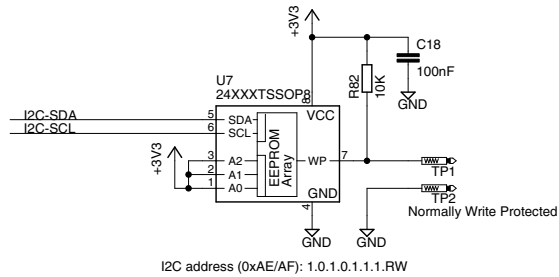 +3V3
C18
100nF
GND
R82
10K
U7
24XXXTSSOP8
8
VCC
I2C-SDA
5
SDA
I2C-SCL
6
SCL
+3V3
3
A2
2
A1
1
A0
EEPROM
Array
WP
7
GND
4
TP1
TP2
Normally Write Protected
GND
GND
I2C address (0xAE/AF): 1.0.1.0.1.1.1.RW